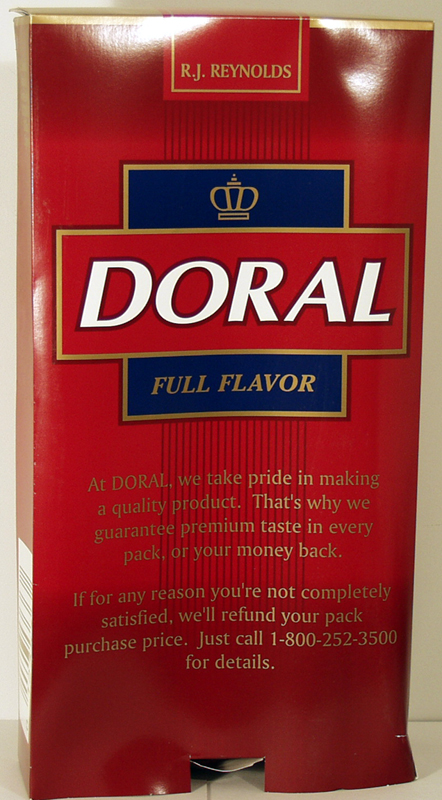 R.J. REYNOLDS
DORAL
FULL FLAVOR
At DORAL, we take pride in making
a quality product. That's why we
guarantee premium taste in every
pack, or your money back.
If for any reason you're not completely
satisfied, we'll refund your pack
purchase price. Just call 1-800-252-3500
for details.